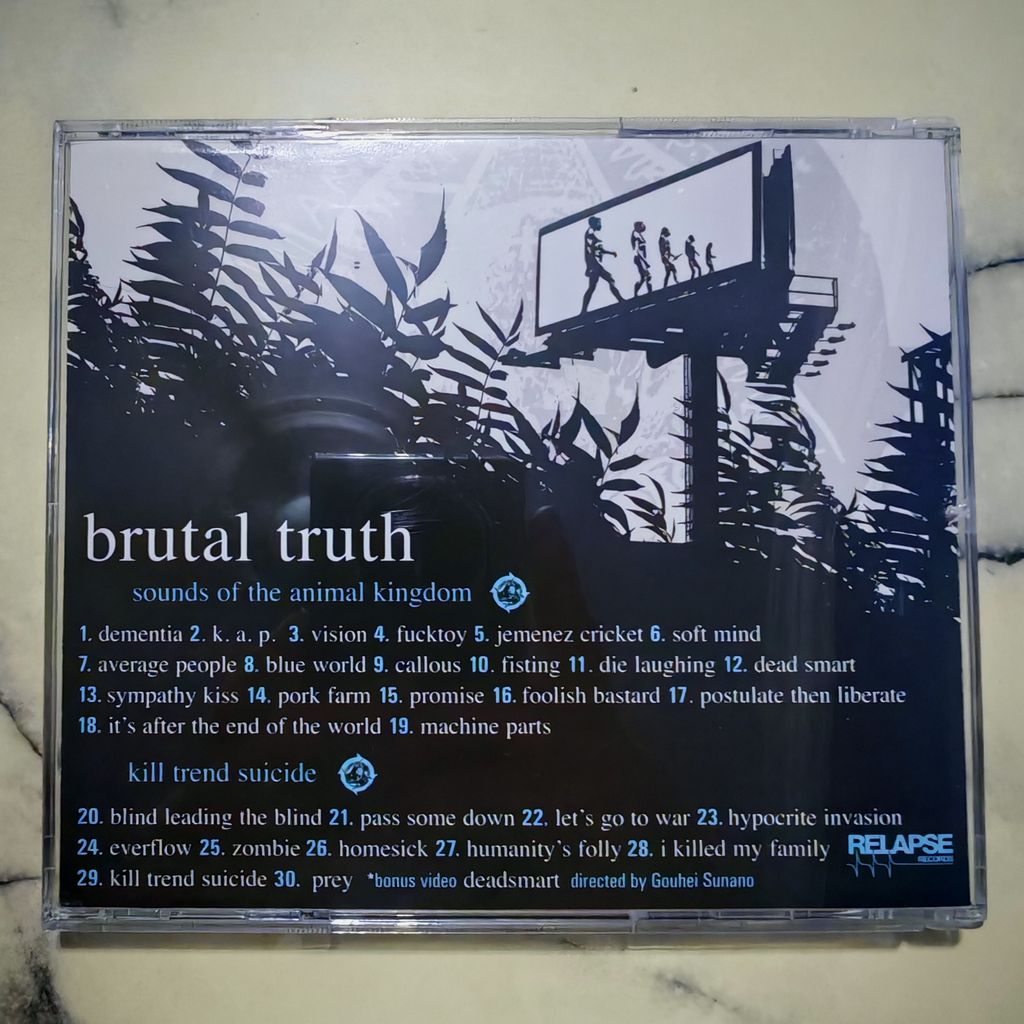 brutal truth
sounds of the animal kingdom
1. dementia 2. k. a. p. 3. vision 4. fucktoy 5. jemenez cricket 6. soft mind
7. average people 8. blue world 9. callous 10. fisting 11. die laughing 12. dead smart
13. sympathy kiss 14. pork farm 15. promise 16. foolish bastard 17. postulate then liberate
18. it's after the end of the world 19. machine parts
kill trend suicide
20. blind leading the blind 21. pass some down 22. let's go to war 23. hypocrite invasion
24. everflow 25. zombie 26. homesick 27. humanity's folly 28. i killed my family
29. kill trend suicide 30. prey *bonus video deadsmart directed by Gouhei Sunano
RELAPSE
RECORDS